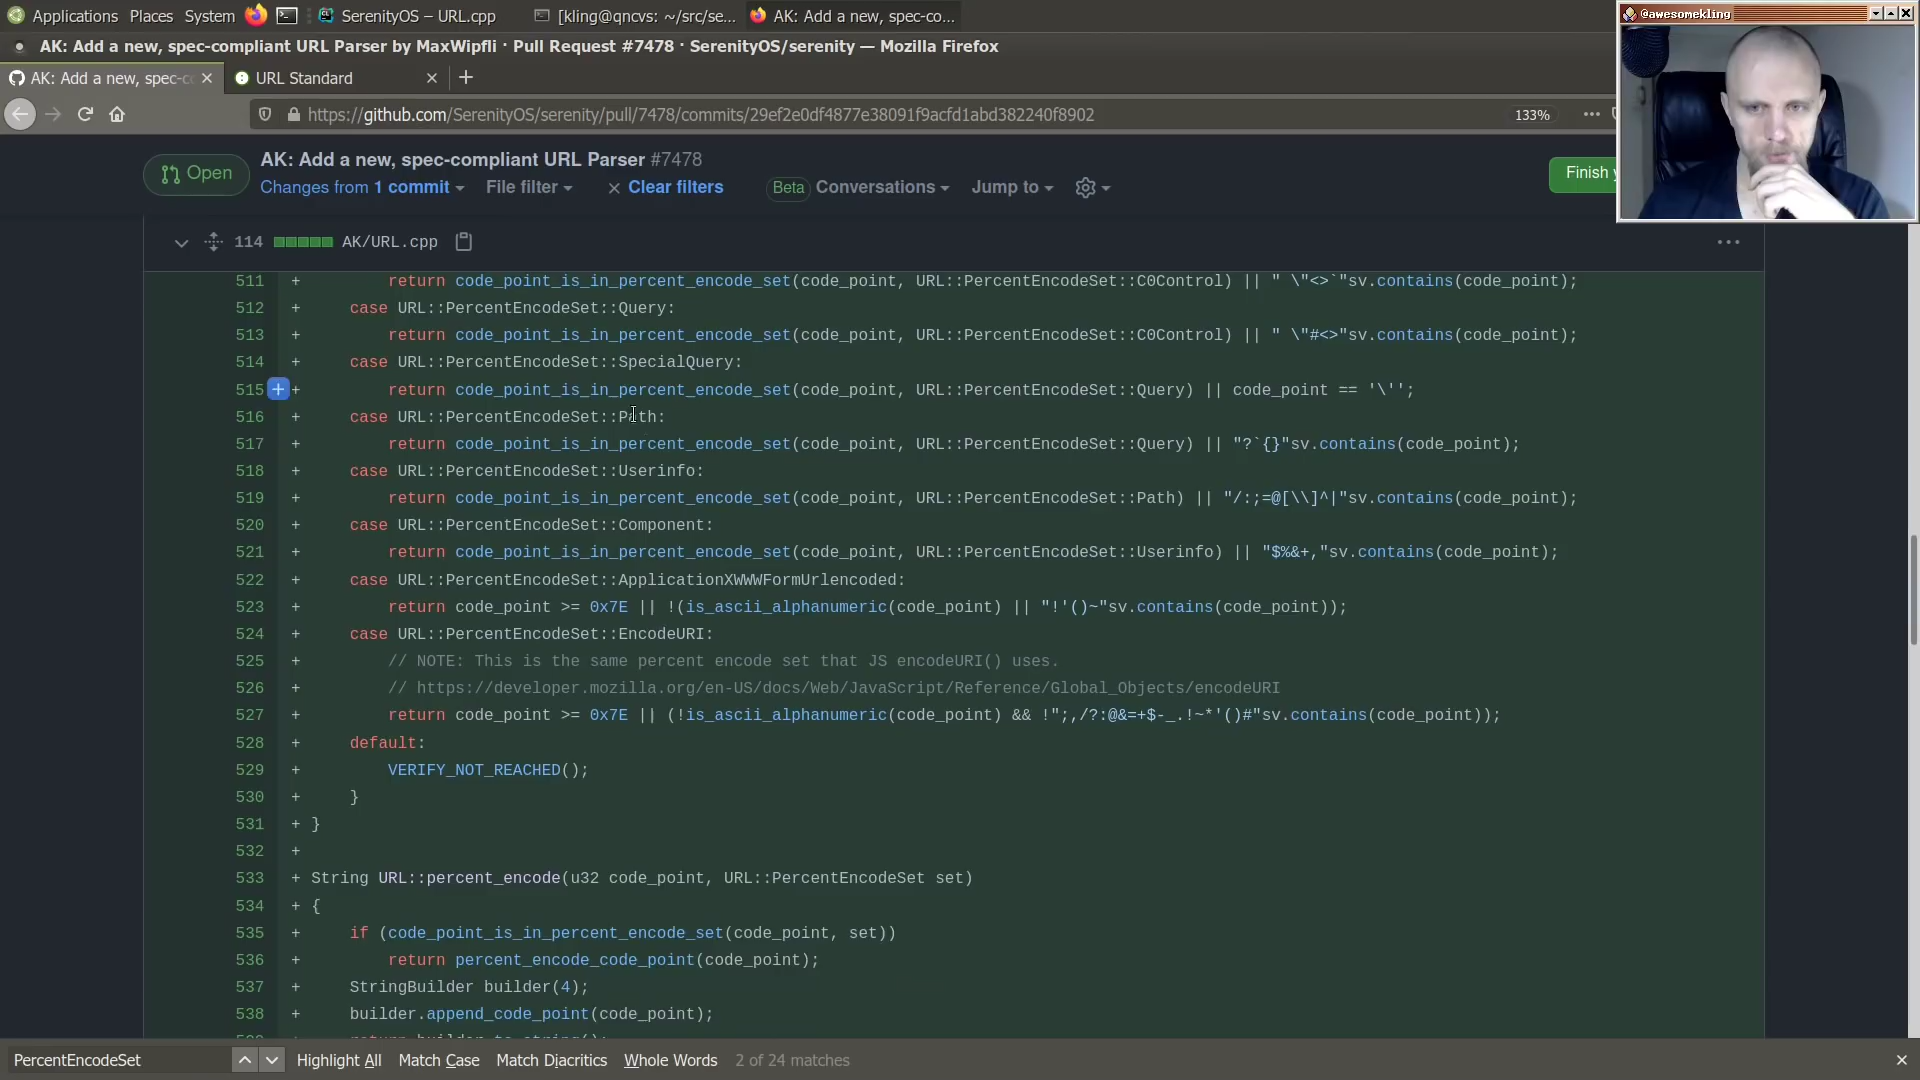 Applications Places System SerenityOS – URL.cpp [kling@qncvs: ~/src/se... AK: Add a new, spec-co...
@awesomekling
AK: Add a new, spec-compliant URL Parser by MaxWipfli · Pull Request #7478 · SerenityOS/serenity — Mozilla Firefox
AK: Add a new, spec-co URL Standard
https://github.com/SerenityOS/serenity/pull/7478/commits/29ef2e0df4877e38091f9acfd1abd382240f8902 133%
Open AK: Add a new, spec-compliant URL Parser #7478
Changes from 1 commit File filter Clear filters Beta Conversations Jump to Finish
114 AK/URL.cpp
511 + return code_point_is_in_percent_encode_set(code_point, URL::PercentEncodeSet::C0Control) || " \"<>`"sv.contains(code_point);
512 + case URL::PercentEncodeSet::Query:
513 + return code_point_is_in_percent_encode_set(code_point, URL::PercentEncodeSet::C0Control) || " \"#<>"sv.contains(code_point);
514 + case URL::PercentEncodeSet::SpecialQuery:
515 + return code_point_is_in_percent_encode_set(code_point, URL::PercentEncodeSet::Query) || code_point == '\'';
516 + case URL::PercentEncodeSet::Path:
517 + return code_point_is_in_percent_encode_set(code_point, URL::PercentEncodeSet::Query) || "?`{}"sv.contains(code_point);
518 + case URL::PercentEncodeSet::Userinfo:
519 + return code_point_is_in_percent_encode_set(code_point, URL::PercentEncodeSet::Path) || "/:;=@[\\]^|"sv.contains(code_point);
520 + case URL::PercentEncodeSet::Component:
521 + return code_point_is_in_percent_encode_set(code_point, URL::PercentEncodeSet::Userinfo) || "$%&+,"sv.contains(code_point);
522 + case URL::PercentEncodeSet::ApplicationXWWWFormUrlencoded:
523 + return code_point >= 0x7E || !(is_ascii_alphanumeric(code_point) || "!'()~"sv.contains(code_point));
524 + case URL::PercentEncodeSet::EncodeURI:
525 + // NOTE: This is the same percent encode set that JS encodeURI() uses.
526 + // https://developer.mozilla.org/en-US/docs/Web/JavaScript/Reference/Global_Objects/encodeURI
527 + return code_point >= 0x7E || (!is_ascii_alphanumeric(code_point) && !";,/?:@&=+$-_.!~*'()#"sv.contains(code_point));
528 + default:
529 + VERIFY_NOT_REACHED();
530 + }
531 + }
532 +
533 + String URL::percent_encode(u32 code_point, URL::PercentEncodeSet set)
534 + {
535 + if (code_point_is_in_percent_encode_set(code_point, set))
536 + return percent_encode_code_point(code_point);
537 + StringBuilder builder(4);
538 + builder.append_code_point(code_point);
PercentEncodeSet Highlight All Match Case Match Diacritics Whole Words 2 of 24 matches